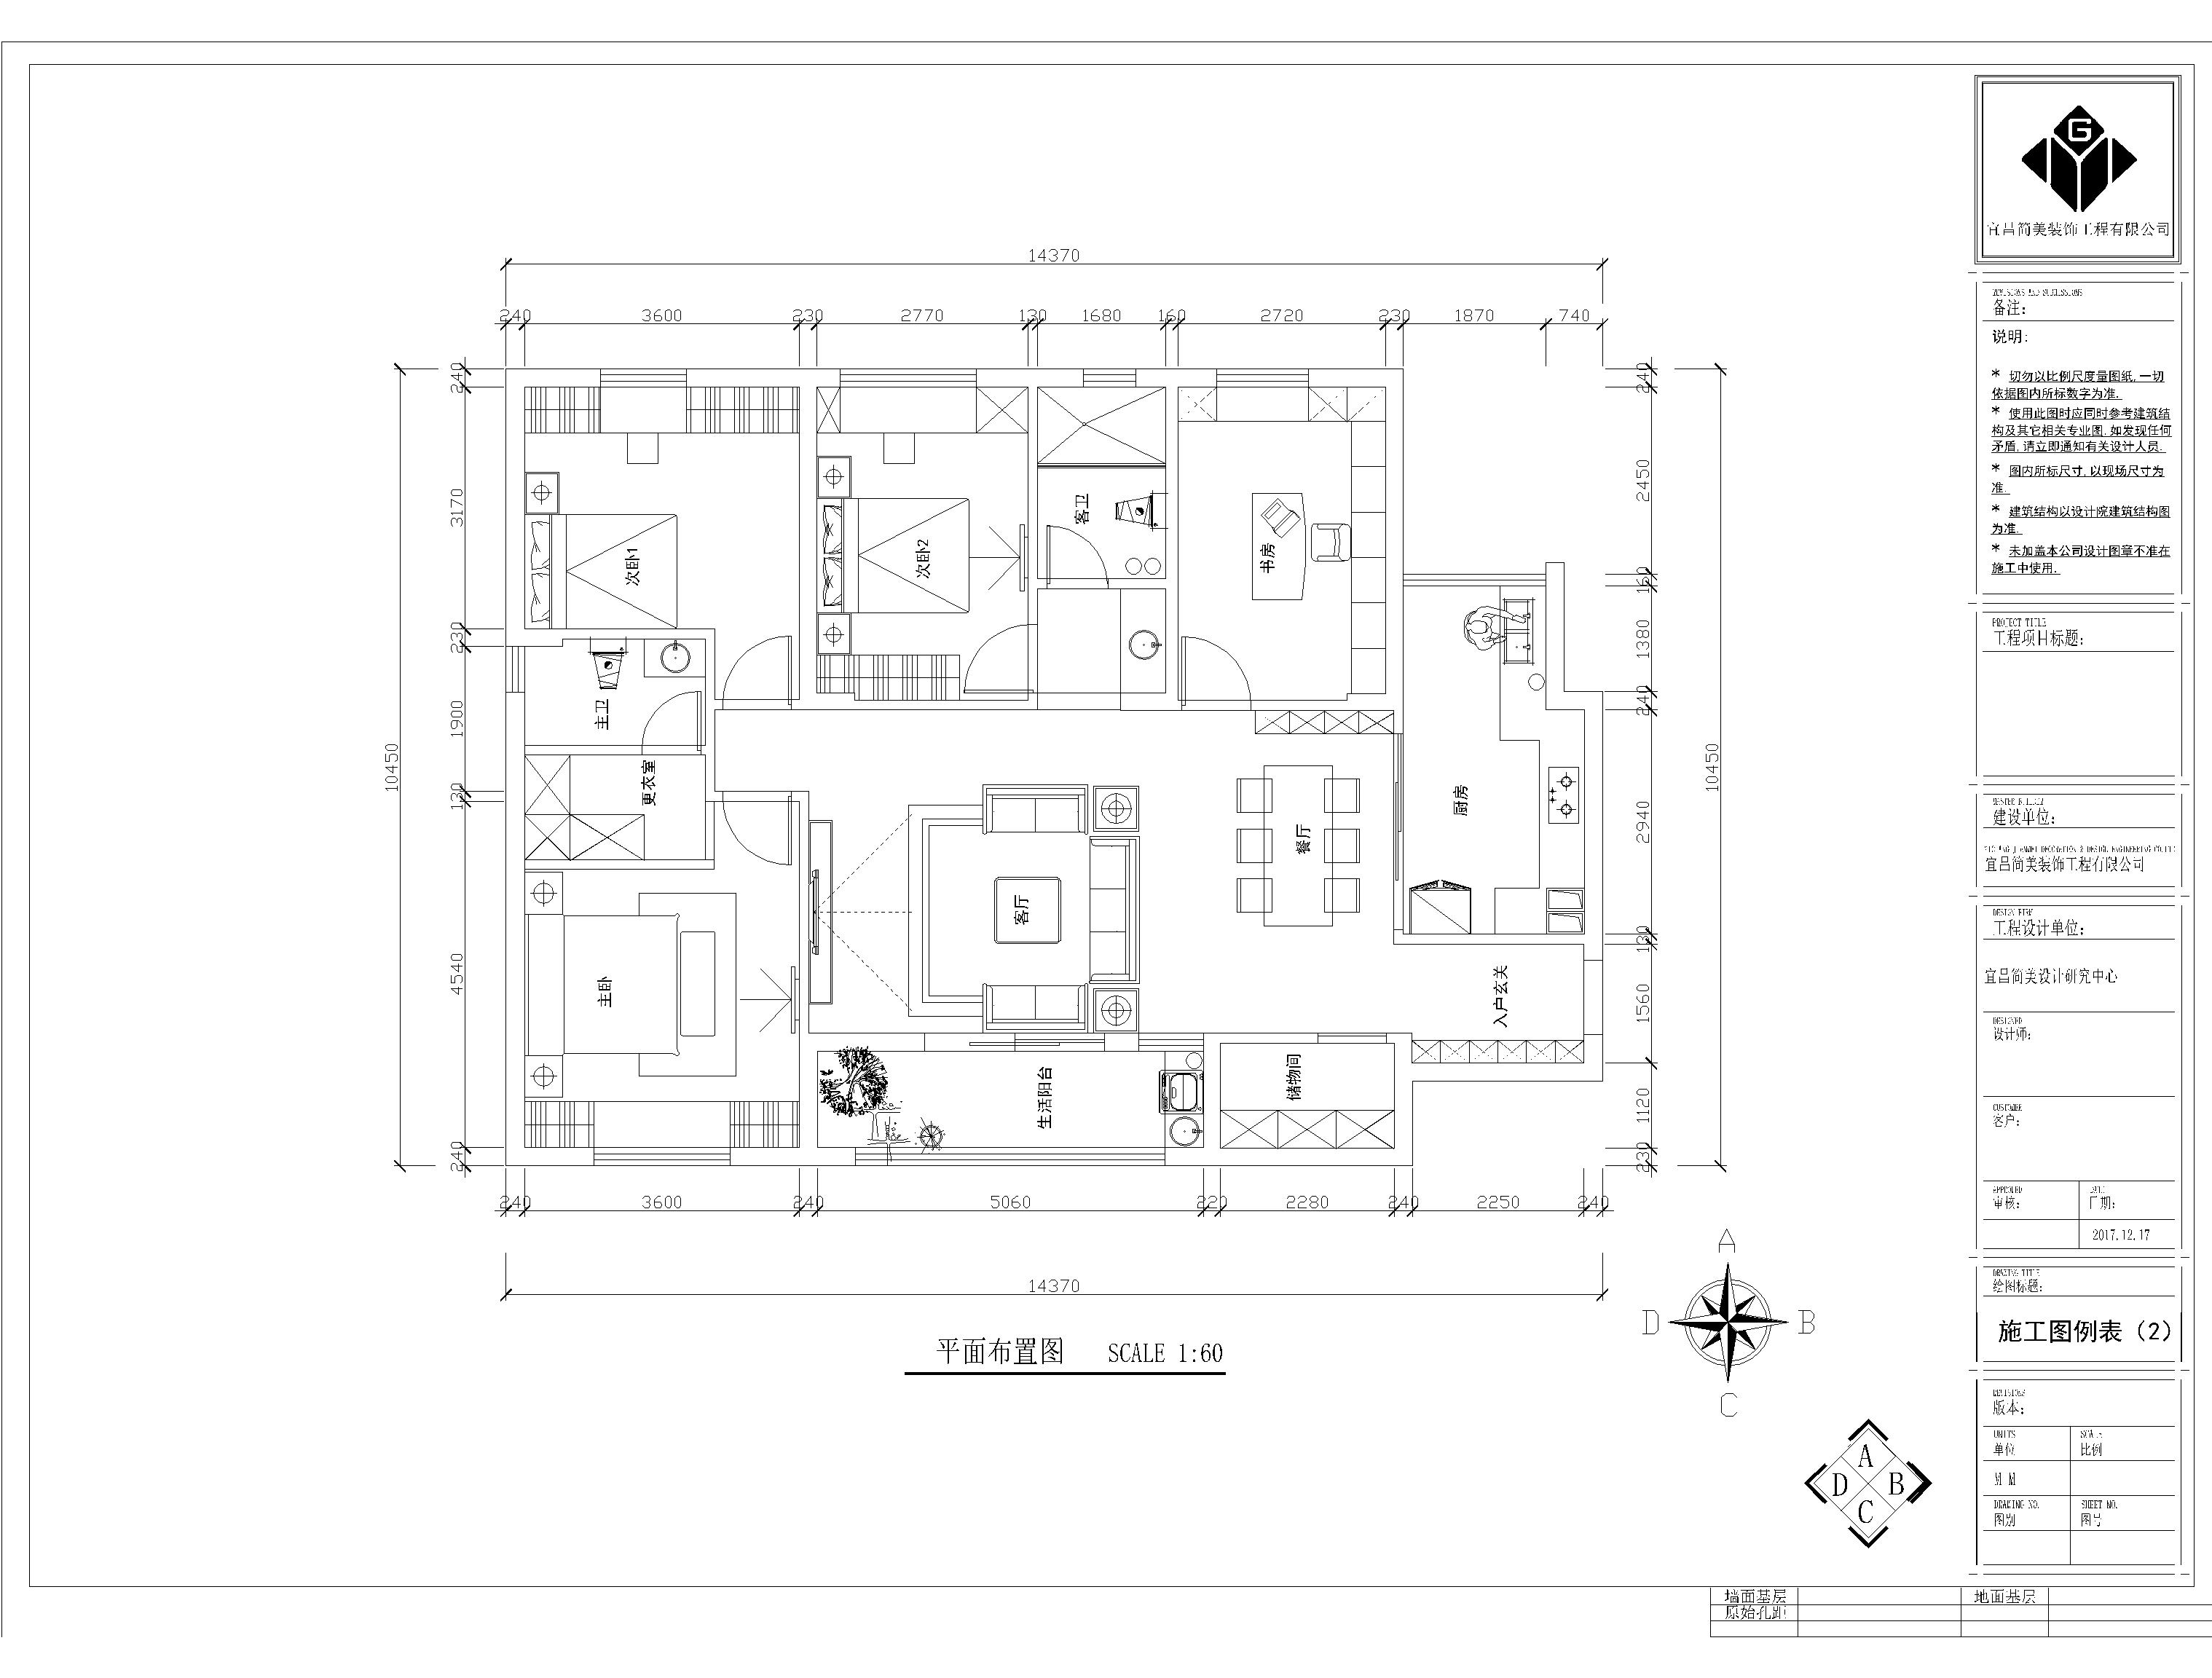 14370
240 3600 230 2770 130 1680 160 2720 230 1870 740
10450
240
3170
230
1900
130
4540
240
240
2450
160
1380
240
2940
130
1560
1120
230
10450
次卧1
次卧2
客卫
书房
主卫
更衣室
厨房
餐厅
客厅
主卧
入户玄关
生活阳台
储物间
240 3600 240 5060 220 2280 240 2250 240
14370
平面布置图 SCALE 1:60
A
D B
C
A
D B
C
G
宜昌简美装饰工程有限公司
备注:
说明:
* 切勿以比例尺度量图纸,一切
依据图内所标数字为准.
* 使用此图时应同时参考建筑结
构及其它相关专业图.如发现任何
矛盾,请立即通知有关设计人员.
* 图内所标尺寸,以现场尺寸为
准.
* 建筑结构以设计院建筑结构图
为准.
* 未加盖本公司设计图章不准在
施工中使用.
PROJECT TITLE
工程项目标题:
建设单位:
宜昌简美装饰工程有限公司
DESIGN FIRM
工程设计单位:
宜昌简美设计研究中心
DESIGNED
设计师:
客户:
APPROVED
审核: 日期:
2017.12.17
DRAWING TITLE
绘图标题:
施工图例表（2）
REVISIONS
版本:
UNITS SCALE
单位 比例
M M
DRAWING NO. SHEET NO.
图别 图号
墙面基层 地面基层
原始孔距